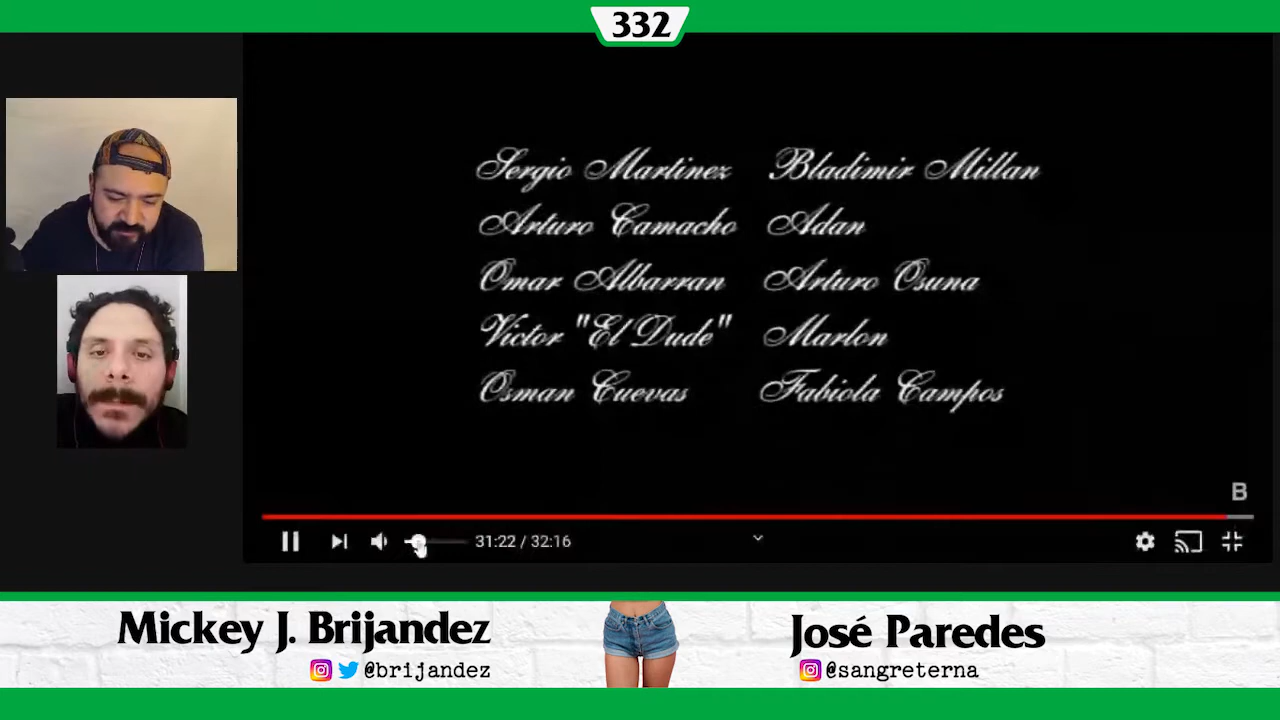 332
Sergio Martinez Bladimir Millan
Arturo Camacho Adan
Omar Albarran Arturo Osuna
Victor "El Dude" Marlon
Osman Cuevas Fabiola Campos
B
31:22 / 32:16
Mickey J. Brijandez
@brijandez
José Paredes
@sangreterna